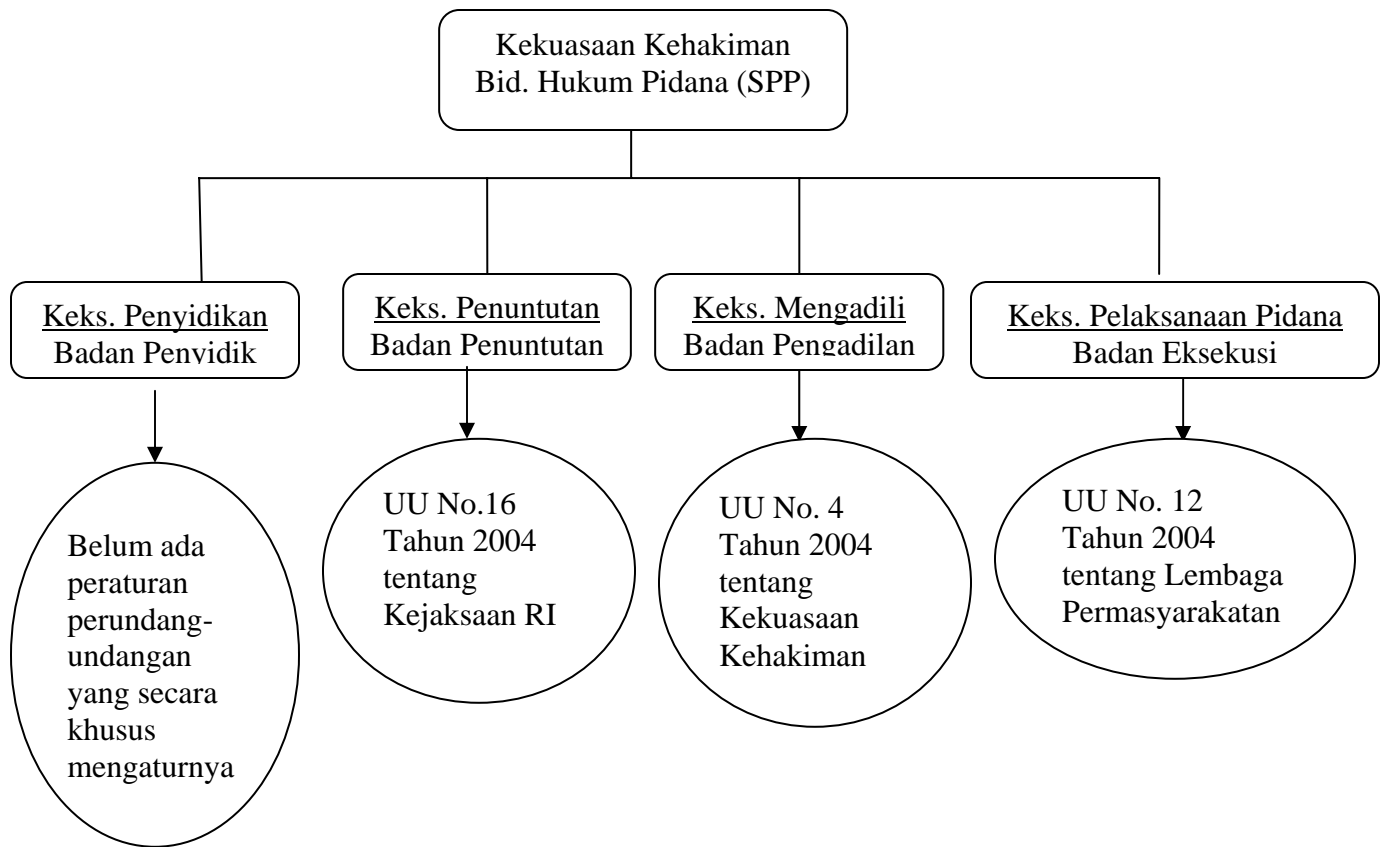 Kekuasaan Kehakiman
Bid. Hukum Pidana (SPP)
Keks. Penyidikan
Badan Penyidik
Keks. Penuntutan
Badan Penuntutan
Keks. Mengadili
Badan Pengadilan
Keks. Pelaksanaan Pidana
Badan Eksekusi
Belum ada
peraturan
perundang-
undangan
yang secara
khusus
mengaturnya
UU No.16
Tahun 2004
tentang
Kejaksaan RI
UU No. 4
Tahun 2004
tentang
Kekuasaan
Kehakiman
UU No. 12
Tahun 2004
tentang Lembaga
Permasyarakatan